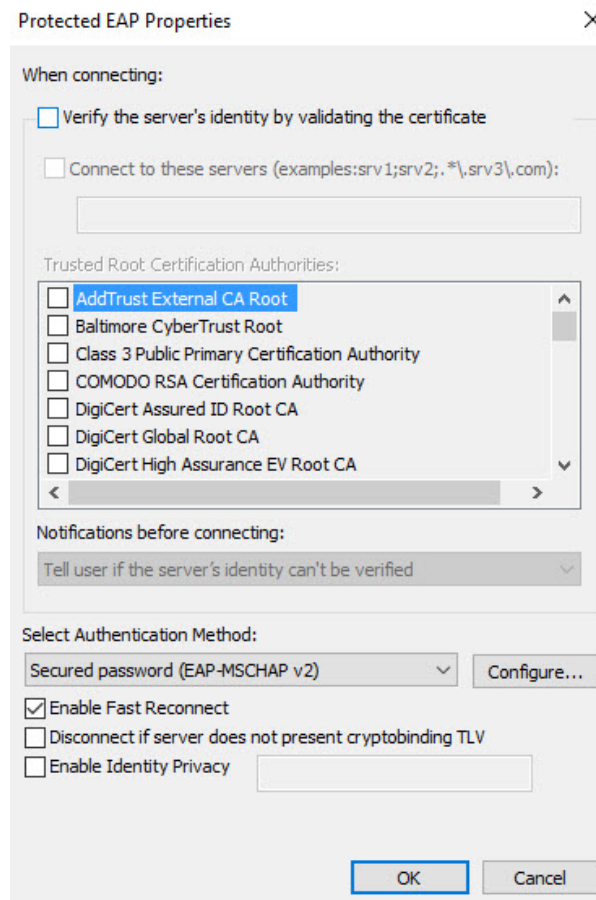 Protected EAP Properties
When connecting:
Verify the server's identity by validating the certificate
Connect to these servers (examples:srv1;srv2;.*\.srv3\.com):
Trusted Root Certification Authorities:
AddTrust External CA Root
Baltimore CyberTrust Root
Class 3 Public Primary Certification Authority
COMODO RSA Certification Authority
DigiCert Assured ID Root CA
DigiCert Global Root CA
DigiCert High Assurance EV Root CA
Notifications before connecting:
Tell user if the server's identity can't be verified
Select Authentication Method:
Secured password (EAP-MSCHAP v2)
Configure...
Enable Fast Reconnect
Disconnect if server does not present cryptobinding TLV
Enable Identity Privacy
OK
Cancel